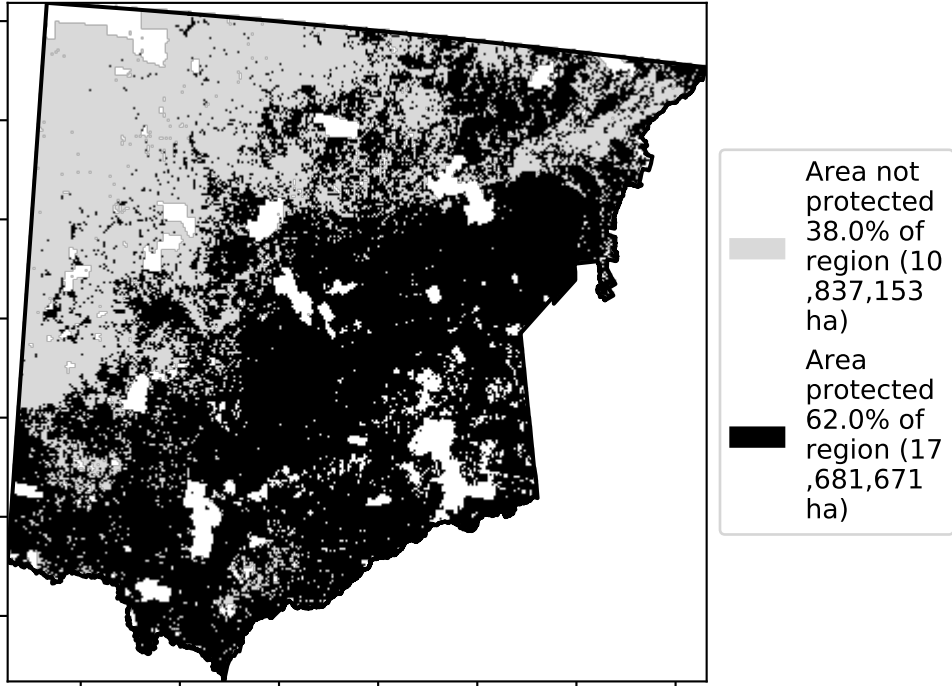 Area not
protected
38.0% of
region (10
,837,153
ha)
Area
protected
62.0% of
region (17
,681,671
ha)